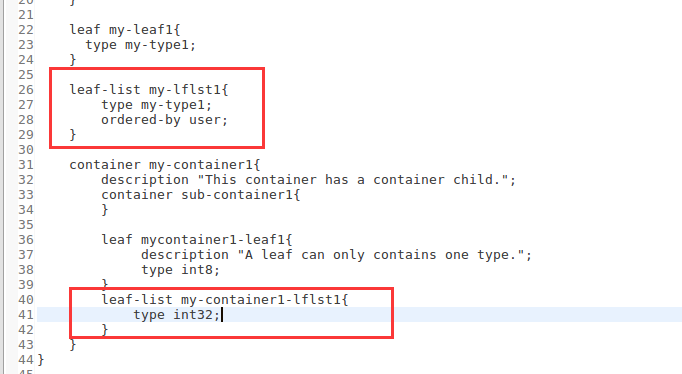 20 }
21
22 leaf my-leaf1{
23 type my-type1;
24 }
25
26 leaf-list my-lflst1{
27 type my-type1;
28 ordered-by user;
29 }
30
31 container my-container1{
32 description "This container has a container child.";
33 container sub-container1{
34 }
35
36 leaf mycontainer1-leaf1{
37 description "A leaf can only contains one type.";
38 type int8;
39 }
40 leaf-list my-container1-lflst1{
41 type int32;
42 }
43 }
44 }
45